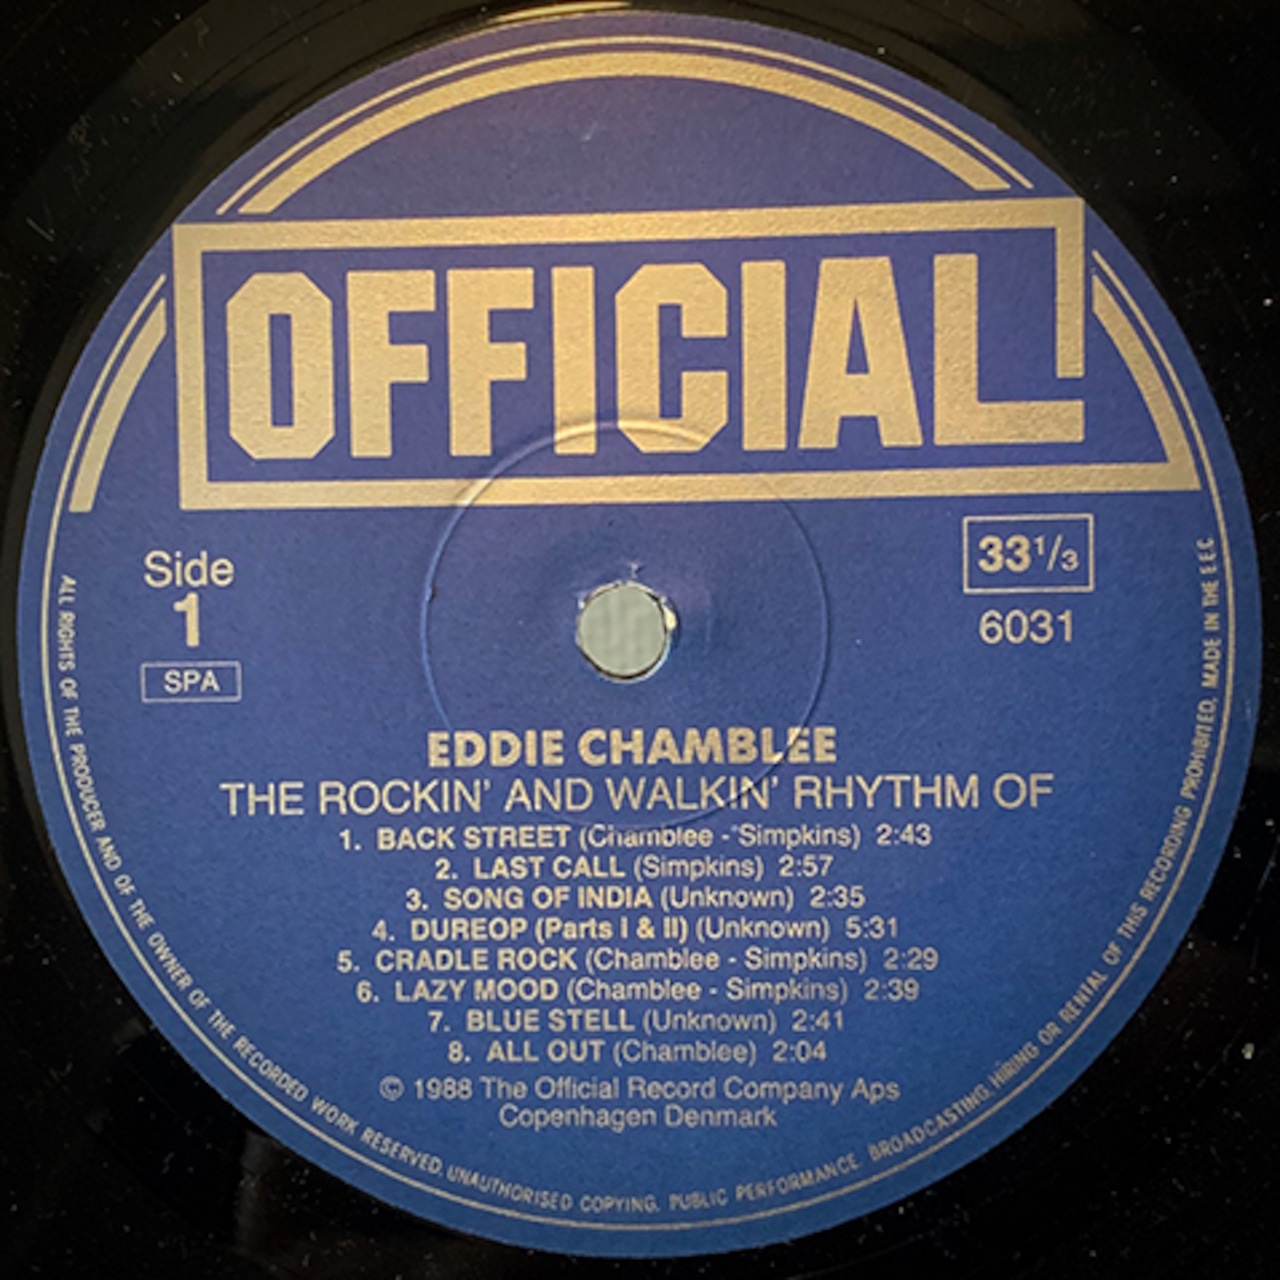 OFFICIAL
Side
1
SPA
33 1/3
6031
EDDIE CHAMBLEE
THE ROCKIN' AND WALKIN' RHYTHM OF
1. BACK STREET (Chamblee - Simpkins) 2:43
2. LAST CALL (Simpkins) 2:57
3. SONG OF INDIA (Unknown) 2:35
4. DUREOP (Parts I & II) (Unknown) 5:31
5. CRADLE ROCK (Chamblee - Simpkins) 2:29
6. LAZY MOOD (Chamblee - Simpkins) 2:39
7. BLUE STELL (Unknown) 2:41
8. ALL OUT (Chamblee) 2:04
© 1988 The Official Record Company Aps
Copenhagen Denmark
ALL RIGHTS OF THE PRODUCER AND OF THE OWNER OF THE RECORDED WORK RESERVED. UNAUTHORISED COPYING. PUBLIC PERFORMANCE. BROADCASTING, HIRING OR RENTAL OF THIS RECORDING PROHIBITED. MADE IN THE E.E.C